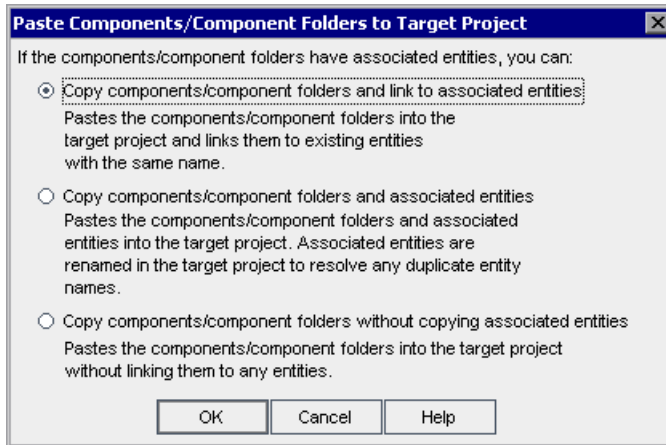 Paste Components/Component Folders to Target Project
If the components/component folders have associated entities, you can:
Copy components/component folders and link to associated entities
Pastes the components/component folders into the
target project and links them to existing entities
with the same name.
Copy components/component folders and associated entities
Pastes the components/component folders and associated
entities into the target project. Associated entities are
renamed in the target project to resolve any duplicate entity
names.
Copy components/component folders without copying associated entities
Pastes the components/component folders into the target project
without linking them to any entities.
OK Cancel Help